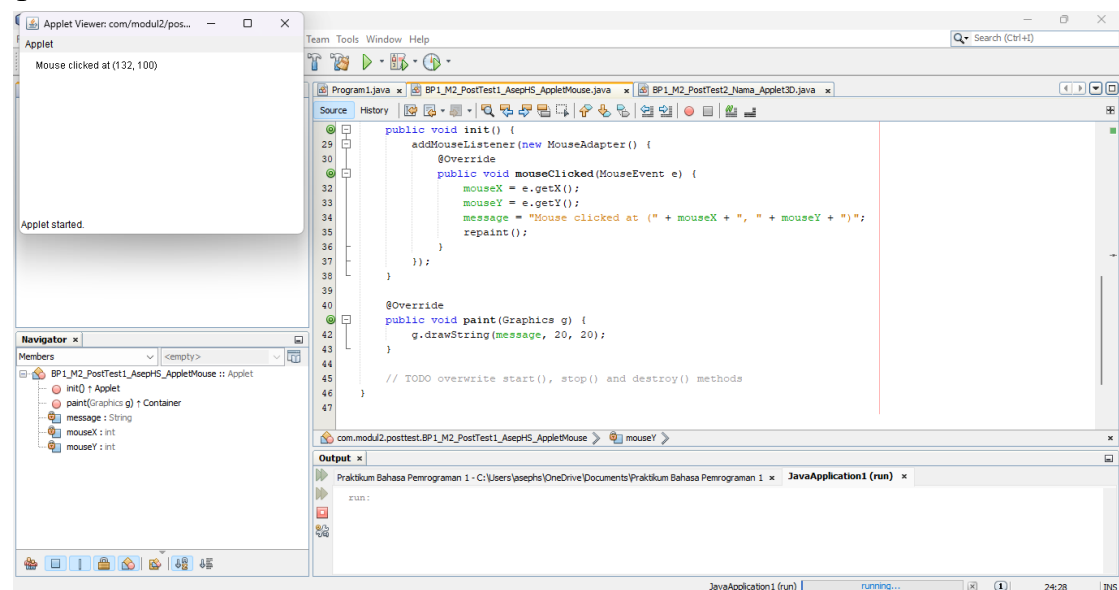 Applet Viewer: com/modul2/pos...
Applet
Mouse clicked at (132, 100)
Applet started.
Team Tools Window Help
Search (Ctrl+I)
Program1.java
BP1_M2_PostTest1_AsepHS_AppletMouse.java
BP1_M2_PostTest2_Nama_Applet3D.java
Source History
public void init() {
29 addMouseListener(new MouseAdapter() {
30 @Override
public void mouseClicked(MouseEvent e) {
32 mouseX = e.getX();
33 mouseY = e.getY();
34 message = "Mouse clicked at (" + mouseX + ", " + mouseY + ")";
35 repaint();
36 }
37 });
38 }
39
40 @Override
public void paint(Graphics g) {
42 g.drawString(message, 20, 20);
43 }
44
45 // TODO overwrite start(), stop() and destroy() methods
46 }
47
com.modul2.posttest.BP1_M2_PostTest1_AsepHS_AppletMouse mouseY
Navigator
Members <empty>
BP1_M2_PostTest1_AsepHS_AppletMouse :: Applet
init() ↑ Applet
paint(Graphics g) ↑ Container
message : String
mouseX : int
mouseY : int
Output
Praktikum Bahasa Pemrograman 1 - C:\Users\asephs\OneDrive\Documents\Praktikum Bahasa Pemrograman 1
JavaApplication1 (run)
run:
JavaApplication1 (run) running... 1 24:28 INS